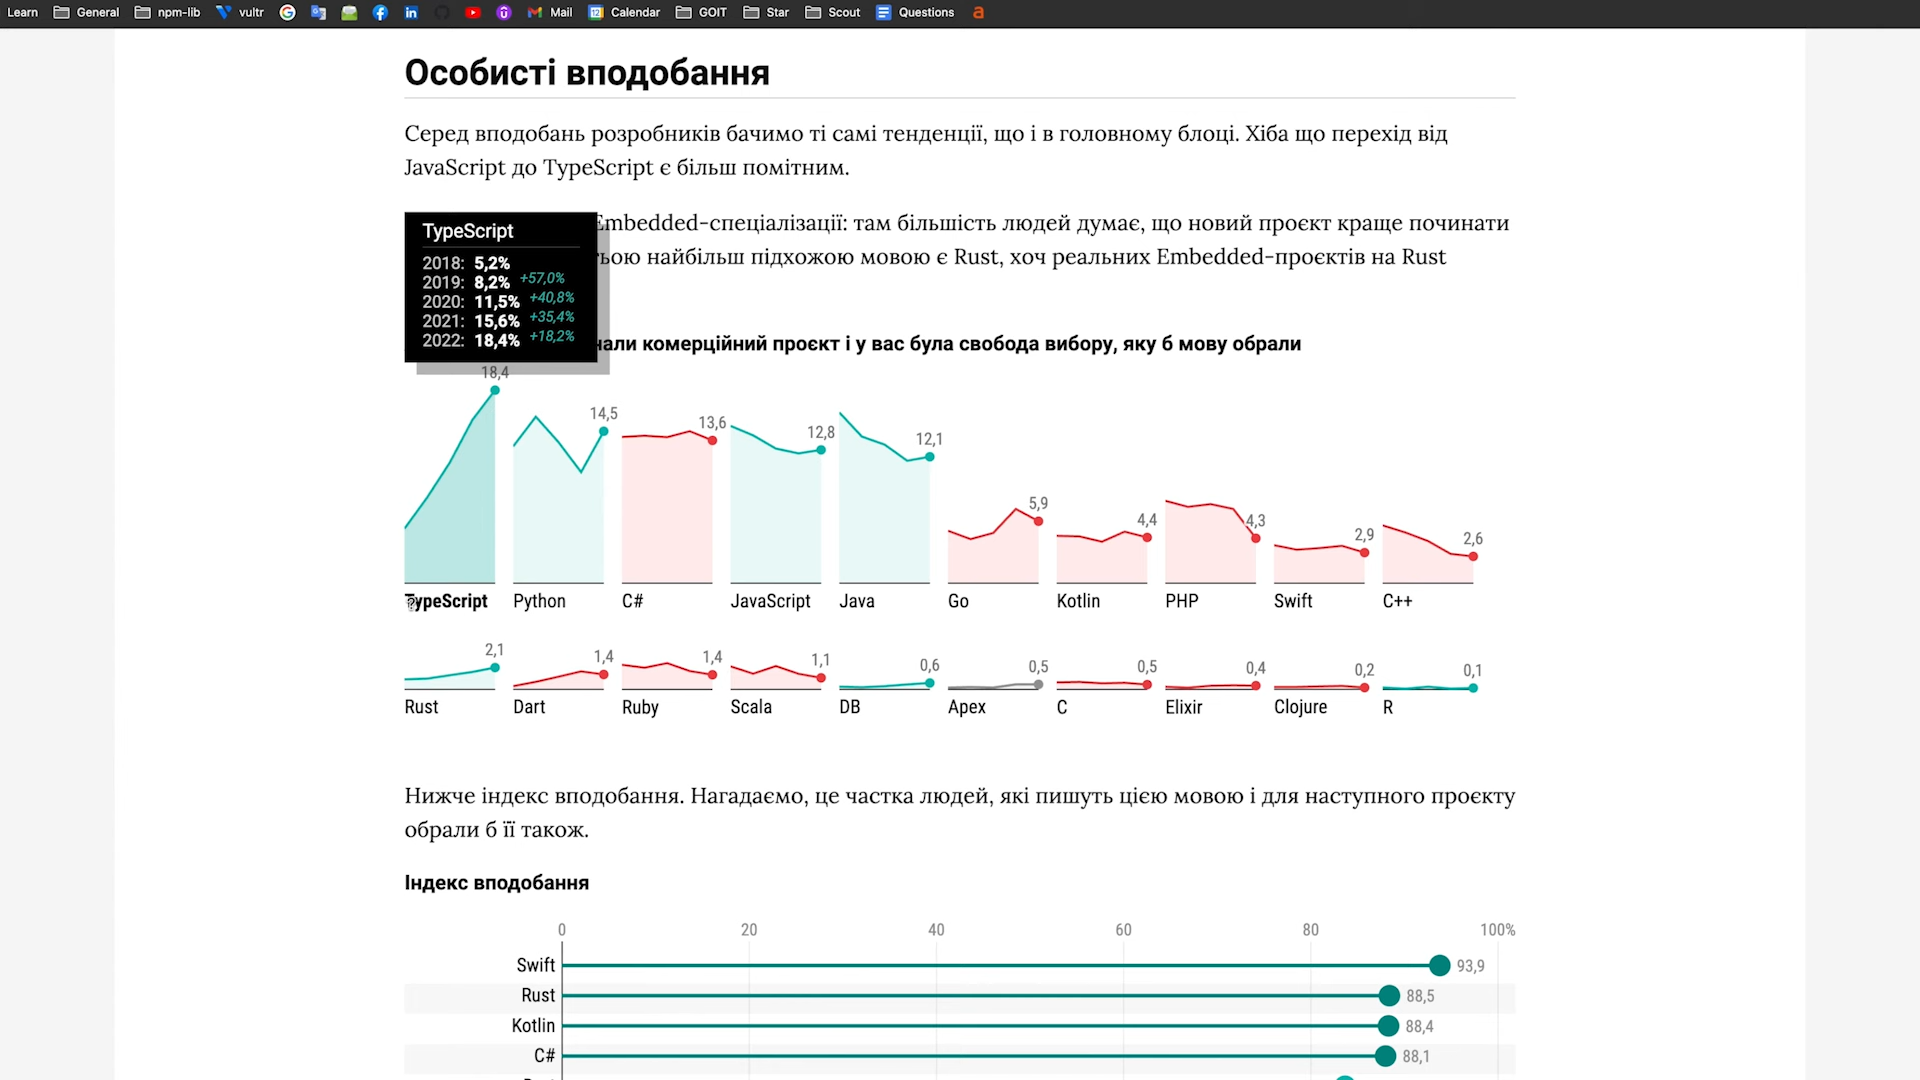 Learn General npm-lib vultr Mail Calendar GOIT Star Scout Questions
Особисті вподобання
Серед вподобань розробників бачимо ті самі тенденції, що і в головному блоці. Хіба що перехід від
JavaScript до TypeScript є більш помітним.
Embedded-спеціалізації: там більшість людей думає, що новий проєкт краще починати
найбільш підхожою мовою є Rust, хоч реальних Embedded-проєктів на Rust
TypeScript
2018: 5,2%
2019: 8,2% +57,0%
2020: 11,5% +40,8%
2021: 15,6% +35,4%
2022: 18,4% +18,2%
комерційний проєкт і у вас була свобода вибору, яку б мову обрали
18,4 14,5 13,6 12,8 12,1 5,9 4,4 4,3 2,9 2,6
TypeScript Python C# JavaScript Java Go Kotlin PHP Swift C++
2,1 1,4 1,4 1,1 0,6 0,5 0,5 0,4 0,2 0,1
Rust Dart Ruby Scala DB Apex C Elixir Clojure R
Нижче індекс вподобання. Нагадаємо, це частка людей, які пишуть цією мовою і для наступного проєкту
обрали б її також.
Індекс вподобання
0 20 40 60 80 100%
Swift 93,9
Rust 88,5
Kotlin 88,4
C# 88,1